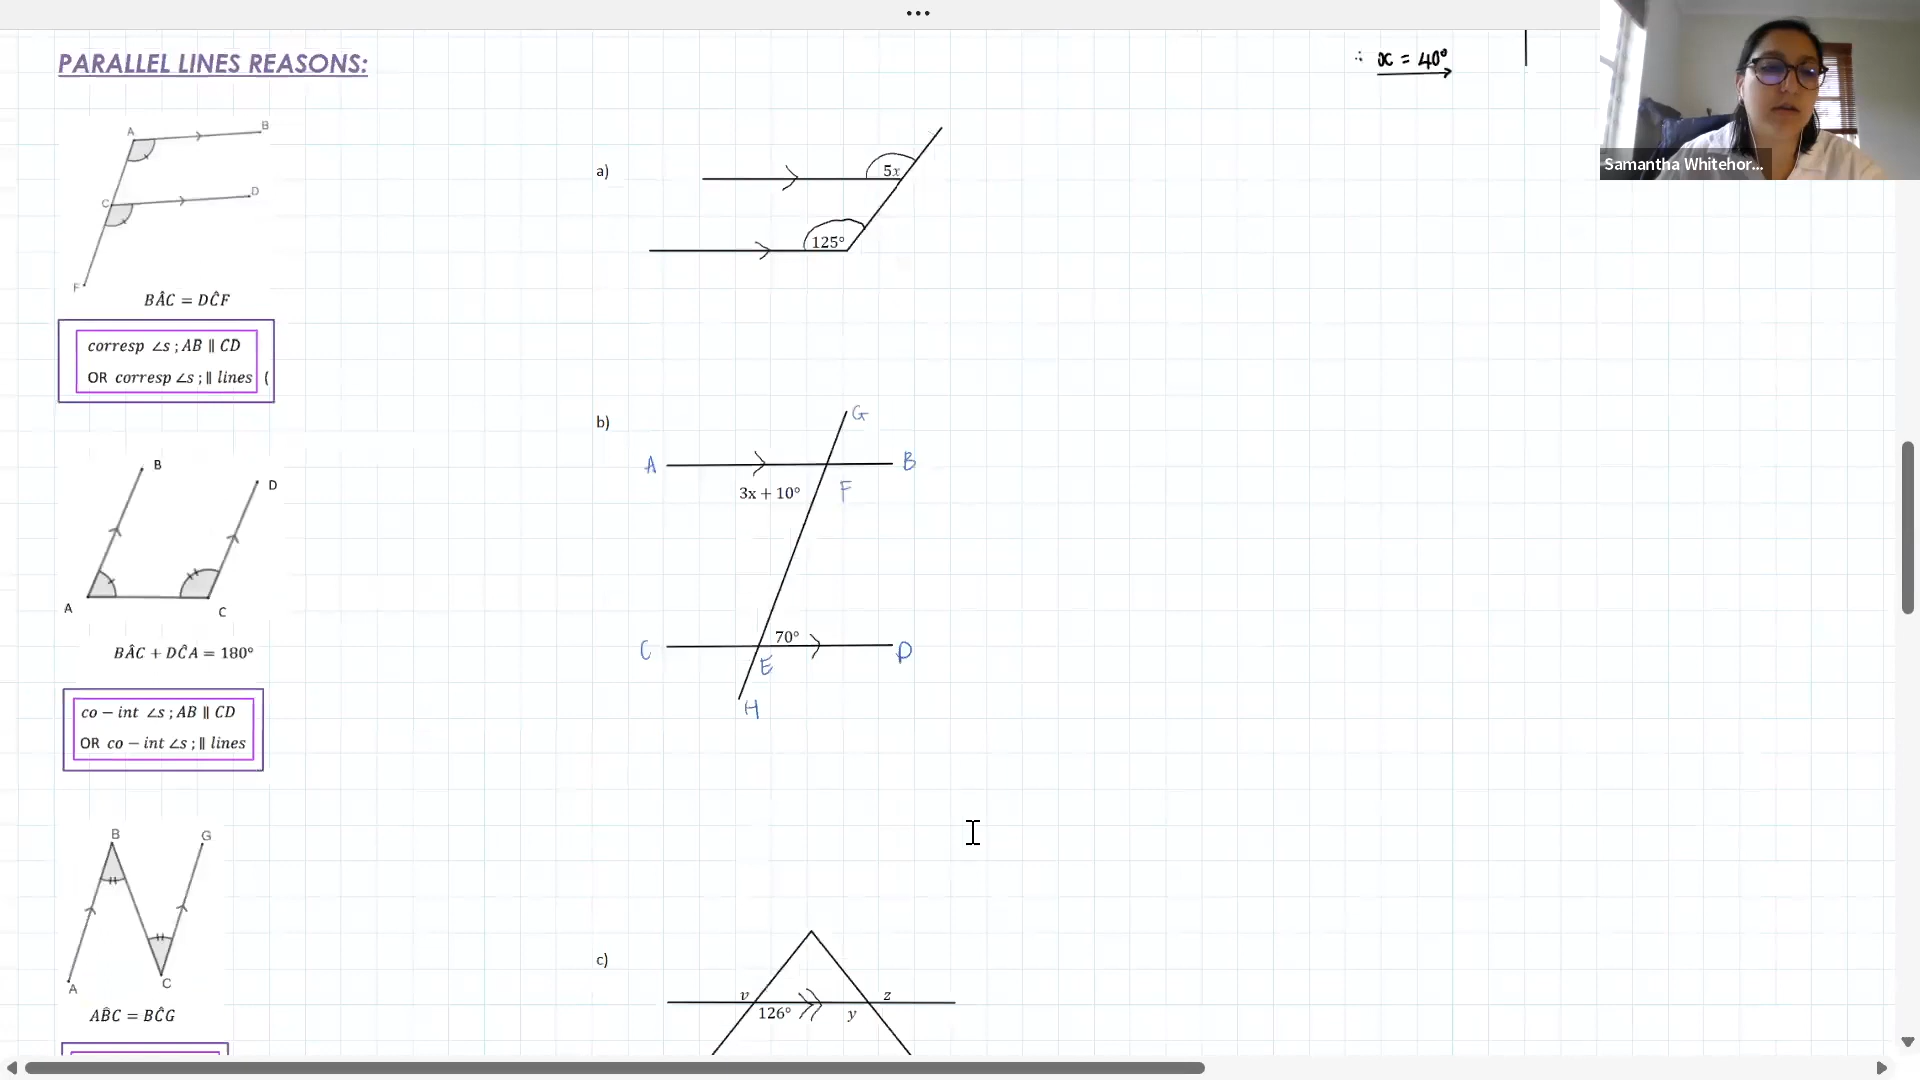 PARALLEL LINES REASONS:
∴ x = 40°
Samantha Whitehor...
A
B
C
D
F
BÂC = DĈF
corresp ∠s ; AB ∥ CD
OR corresp ∠s ; ∥ lines (
B
D
A
C
BÂC + DĈA = 180°
co – int ∠s ; AB ∥ CD
OR co – int ∠s ; ∥ lines
B
G
A
C
AB̂C = BĈG
a)
5x
125°
b)
G
A
B
3x + 10°
F
70°
C
D
E
H
c)
v
z
126°
y